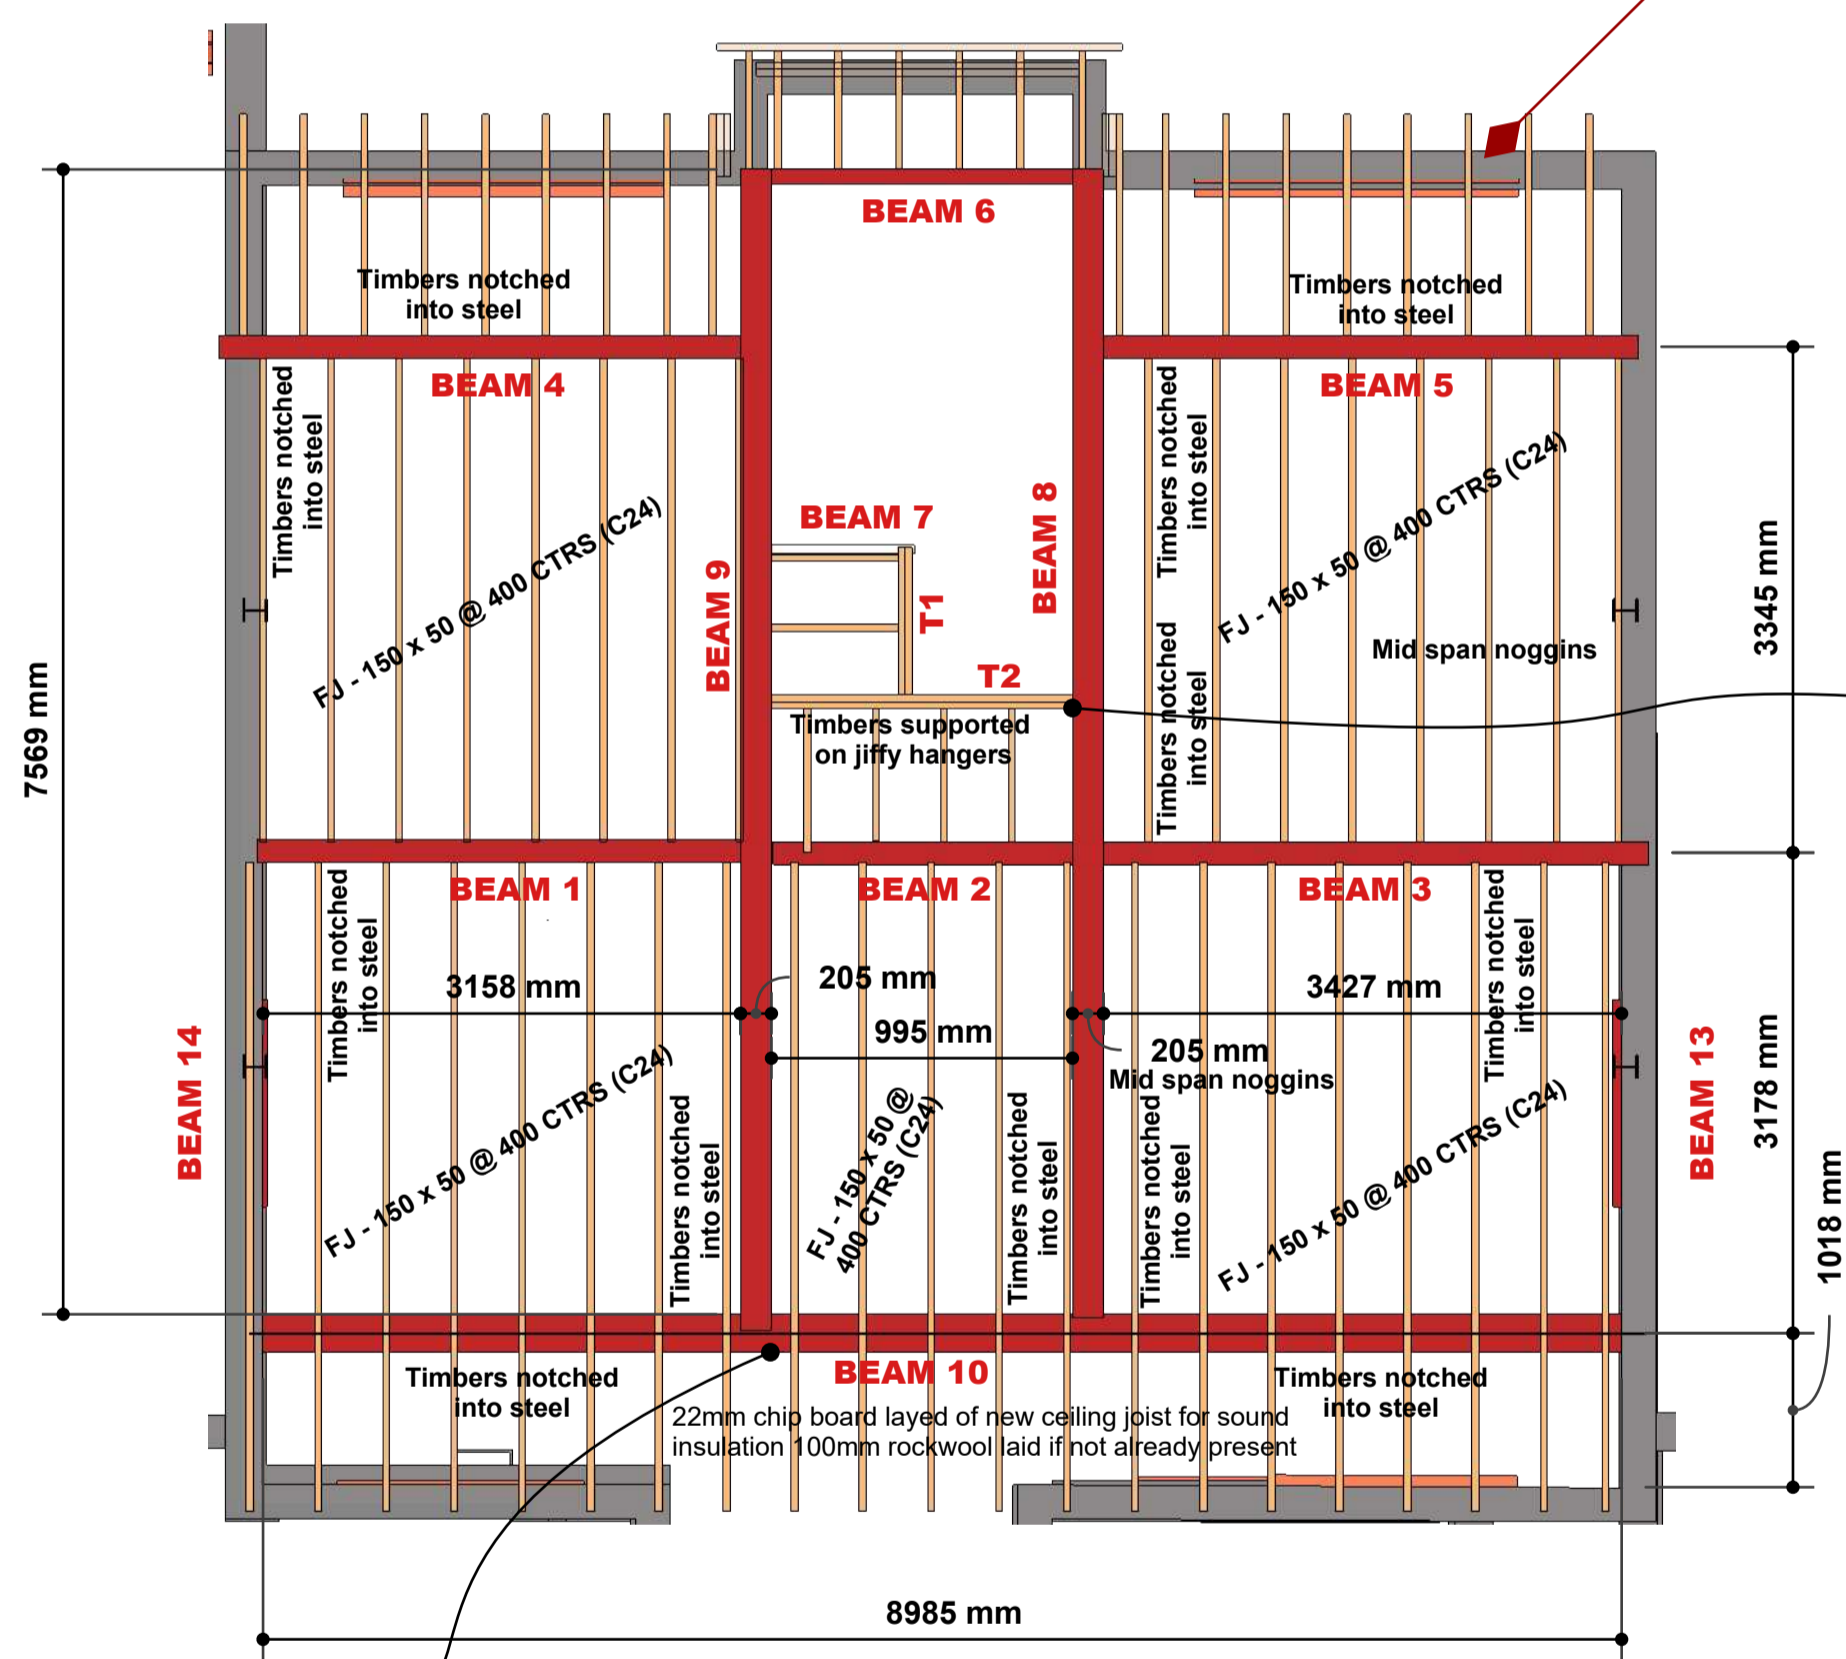 BEAM 6
Timbers notched
into steel
Timbers notched
into steel
BEAM 4
BEAM 5
Timbers notched
into steel
Timbers notched
into steel
FJ - 150 x 50 @ 400 CTRS (C24)
FJ - 150 x 50 @ 400 CTRS (C24)
BEAM 7
BEAM 8
BEAM 9
T1
T2
Mid span noggins
3345 mm
7569 mm
Timbers supported
on jiffy hangers
Timbers notched
into steel
BEAM 1
BEAM 2
BEAM 3
Timbers notched
into steel
Timbers notched
into steel
3158 mm
205 mm
995 mm
3427 mm
205 mm
Mid span noggins
BEAM 14
BEAM 13
3178 mm
1018 mm
FJ - 150 x 50 @ 400 CTRS (C24)
FJ - 150 x 50 @
400 CTRS (C24)
FJ - 150 x 50 @ 400 CTRS (C24)
Timbers notched
into steel
Timbers notched
into steel
Timbers notched
into steel
BEAM 10
Timbers notched
into steel
Timbers notched
into steel
22mm chip board layed of new ceiling joist for sound
insulation 100mm rockwool laid if not already present
8985 mm